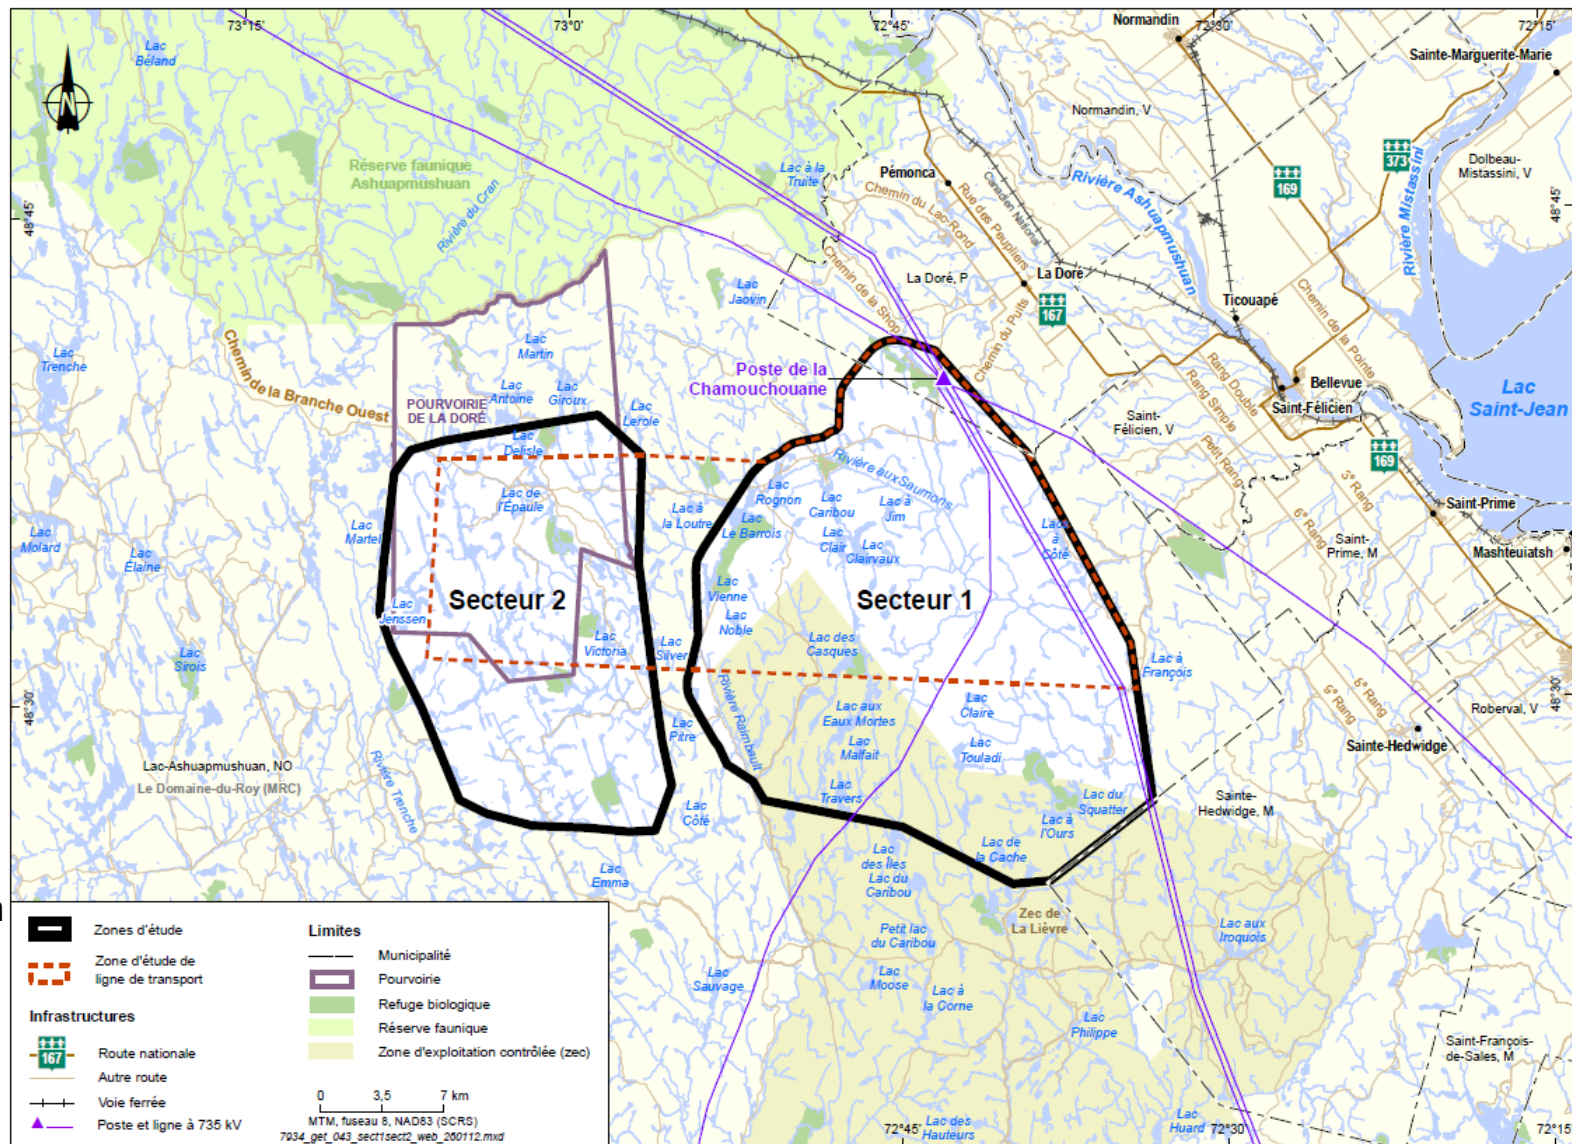 73°15'
73°0'
72°45'
72°30'
72°15'
Normandin
Sainte-Marguerite-Marie
Lac
Béland
N
Normandin, V
373
169
Dolbeau-
Mistassini, V
Réserve faunique
Ashuapmushuan
Lac à la
Truite
Pémonca
Chemin du Lac-Rond
Rue des Peupliers
Canadien National
Rivière Ashuapmushuan
Rivière Mistassini
48°45'
48°45'
Rivière du Cran
Chemin de la Shop
La Doré, P
La Doré
167
Lac
Jaovin
Chemin du Puits
Ticouapé
Chemin de la Pointe
Lac
Trenche
Chemin de la Branche Ouest
Lac
Martin
Poste de la
Chamouchouane
Rang Double
Rang Simple
Bellevue
Saint-Félicien
Lac
Saint-Jean
Lac
Antoine
Lac
Giroux
POURVOIRIE
DE LA DORÉ
Lac
Lerole
Saint-
Félicien, V
Petit Rang
169
Lac
Delisle
Rivière aux Saumons
3e Rang
6e Rang
Lac de
l'Épaule
Lac
Rognon
Lac
Caribou
Lac à
Jim
Saint-Prime
Lac
Molard
Lac
Élaine
Lac
Martel
Lac à
la Loutre
Lac
Le Barrois
Lac
Clair
Lac
Clairvaux
Lac
à
Côté
Saint-
Prime, M
Mashteuiatsh
Secteur 2
Secteur 1
Lac
Vienne
Lac
Jenssen
Lac
Noble
Lac
Sirois
Lac
Victoria
Lac
Silver
Lac des
Casques
Lac à
François
6e Rang
5e Rang
48°30'
48°30'
Roberval, V
Rivière Raimbault
Lac
Pitre
Lac aux
Eaux Mortes
Lac
Claire
Lac
Malfait
Lac
Touladi
Sainte-Hedwidge
Lac-Ashuapmushuan, NO
Le Domaine-du-Roy (MRC)
Rivière Trenche
Lac
Travers
Lac du
Squatter
Sainte-
Hedwidge, M
Lac
Côté
Lac à
l'Ours
Lac de
la Cache
Lac
Emma
Lac
des Îles
Lac du
Caribou
Zec de
La Lièvre
Lac aux
Iroquois
Petit lac
du Caribou
Lac
Sauvage
Lac
Moose
Lac à
la Corne
Lac
Philippe
Saint-François-
de-Sales, M
Lac des
Hauteurs
Lac
Huard
72°45'
72°30'
72°15'
Zones d'étude
Zone d'étude de
ligne de transport
Infrastructures
167
Route nationale
Autre route
Voie ferrée
Poste et ligne à 735 kV
Limites
Municipalité
Pourvoirie
Refuge biologique
Réserve faunique
Zone d'exploitation contrôlée (zec)
0 3,5 7 km
MTM, fuseau 8, NAD83 (SCRS)
7934_get_043_sect1sect2_web_260112.mxd